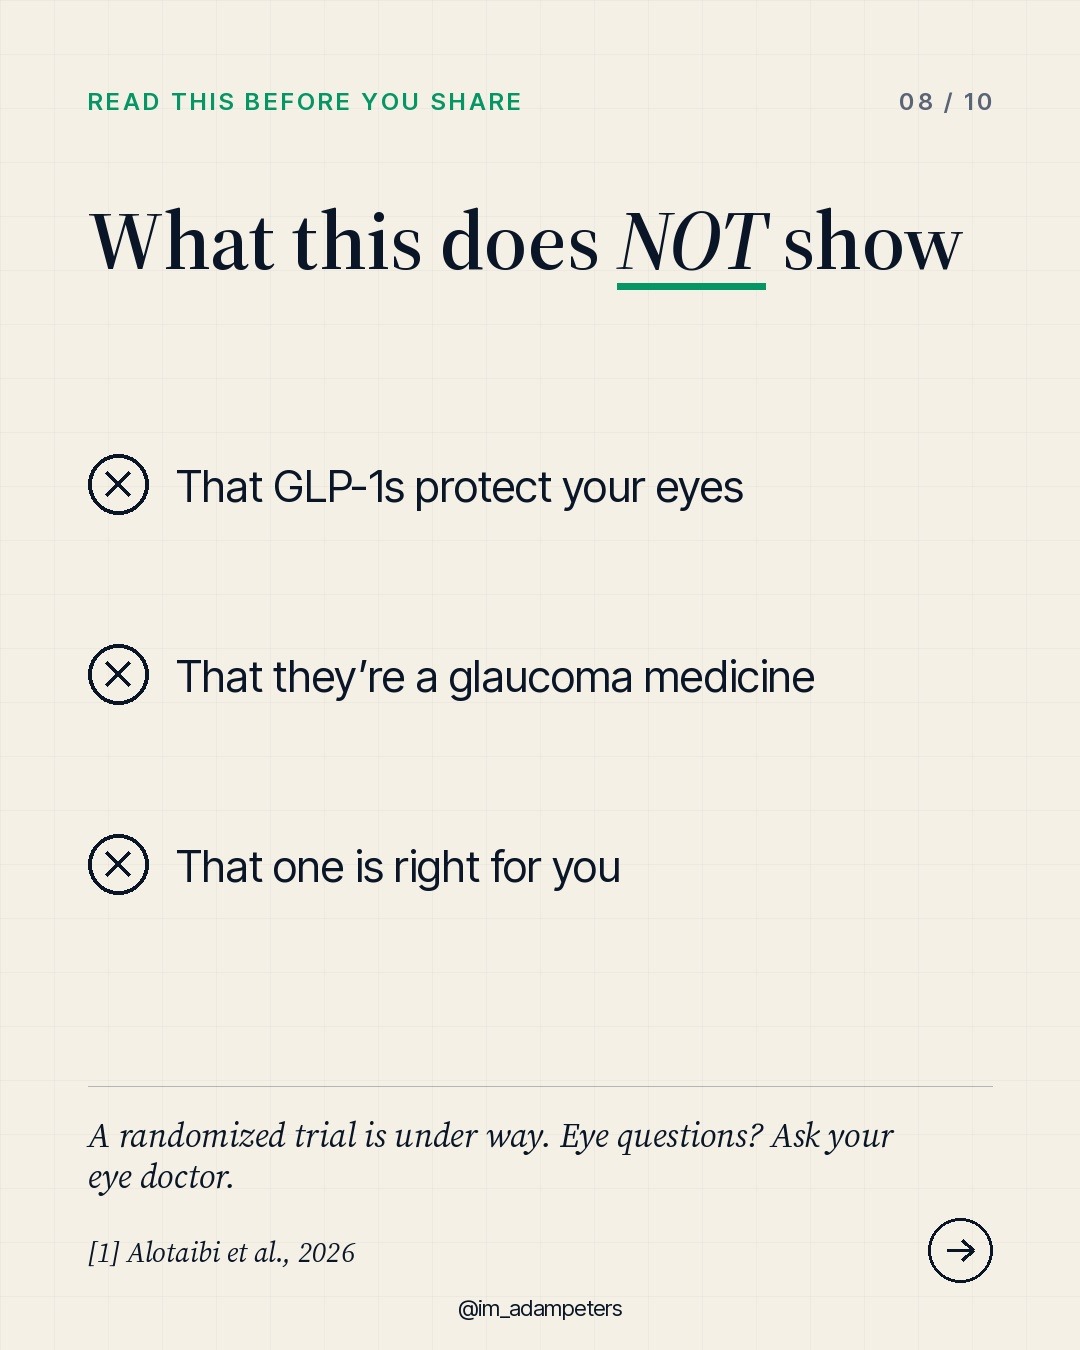 READ THIS BEFORE YOU SHARE
08 / 10
What this does NOT show
That GLP-1s protect your eyes
That they’re a glaucoma medicine
That one is right for you
A randomized trial is under way. Eye questions? Ask your
eye doctor.
[1] Alotaibi et al., 2026
@im_adampeters